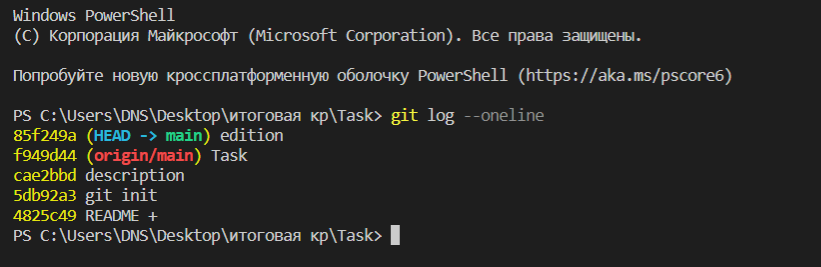 Windows PowerShell
(C) Корпорация Майкрософт (Microsoft Corporation). Все права защищены.
Попробуйте новую кроссплатформенную оболочку PowerShell (https://aka.ms/pscore6)
PS C:\Users\DNS\Desktop\итоговая кр\Task> git log --oneline
85f249a (HEAD -> main) edition
f949d44 (origin/main) Task
cae2bbd description
5db92a3 git init
4825c49 README +
PS C:\Users\DNS\Desktop\итоговая кр\Task>